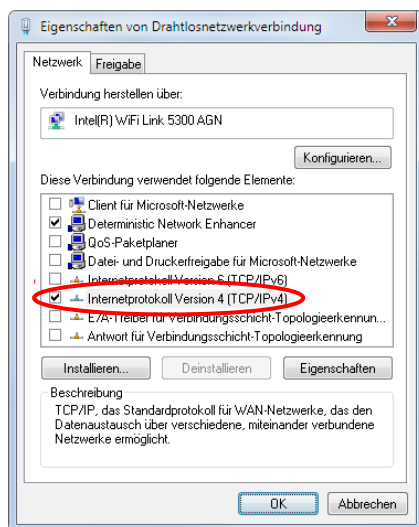 Eigenschaften von Drahtlosnetzwerkverbindung
Netzwerk Freigabe
Verbindung herstellen über:
Intel(R) WiFi Link 5300 AGN
Konfigurieren...
Diese Verbindung verwendet folgende Elemente:
Client für Microsoft-Netzwerke
Deterministic Network Enhancer
QoS-Paketplaner
Datei- und Druckerfreigabe für Microsoft-Netzwerke
Internetprotokoll Version 6 (TCP/IPv6)
Internetprotokoll Version 4 (TCP/IPv4)
E/A-Treiber für Verbindungsschicht-Topologieerkennun...
Antwort für Verbindungsschicht-Topologieerkennung
Installieren... Deinstallieren Eigenschaften
Beschreibung
TCP/IP, das Standardprotokoll für WAN-Netzwerke, das den
Datenaustausch über verschiedene, miteinander verbundene
Netzwerke ermöglicht.
OK Abbrechen